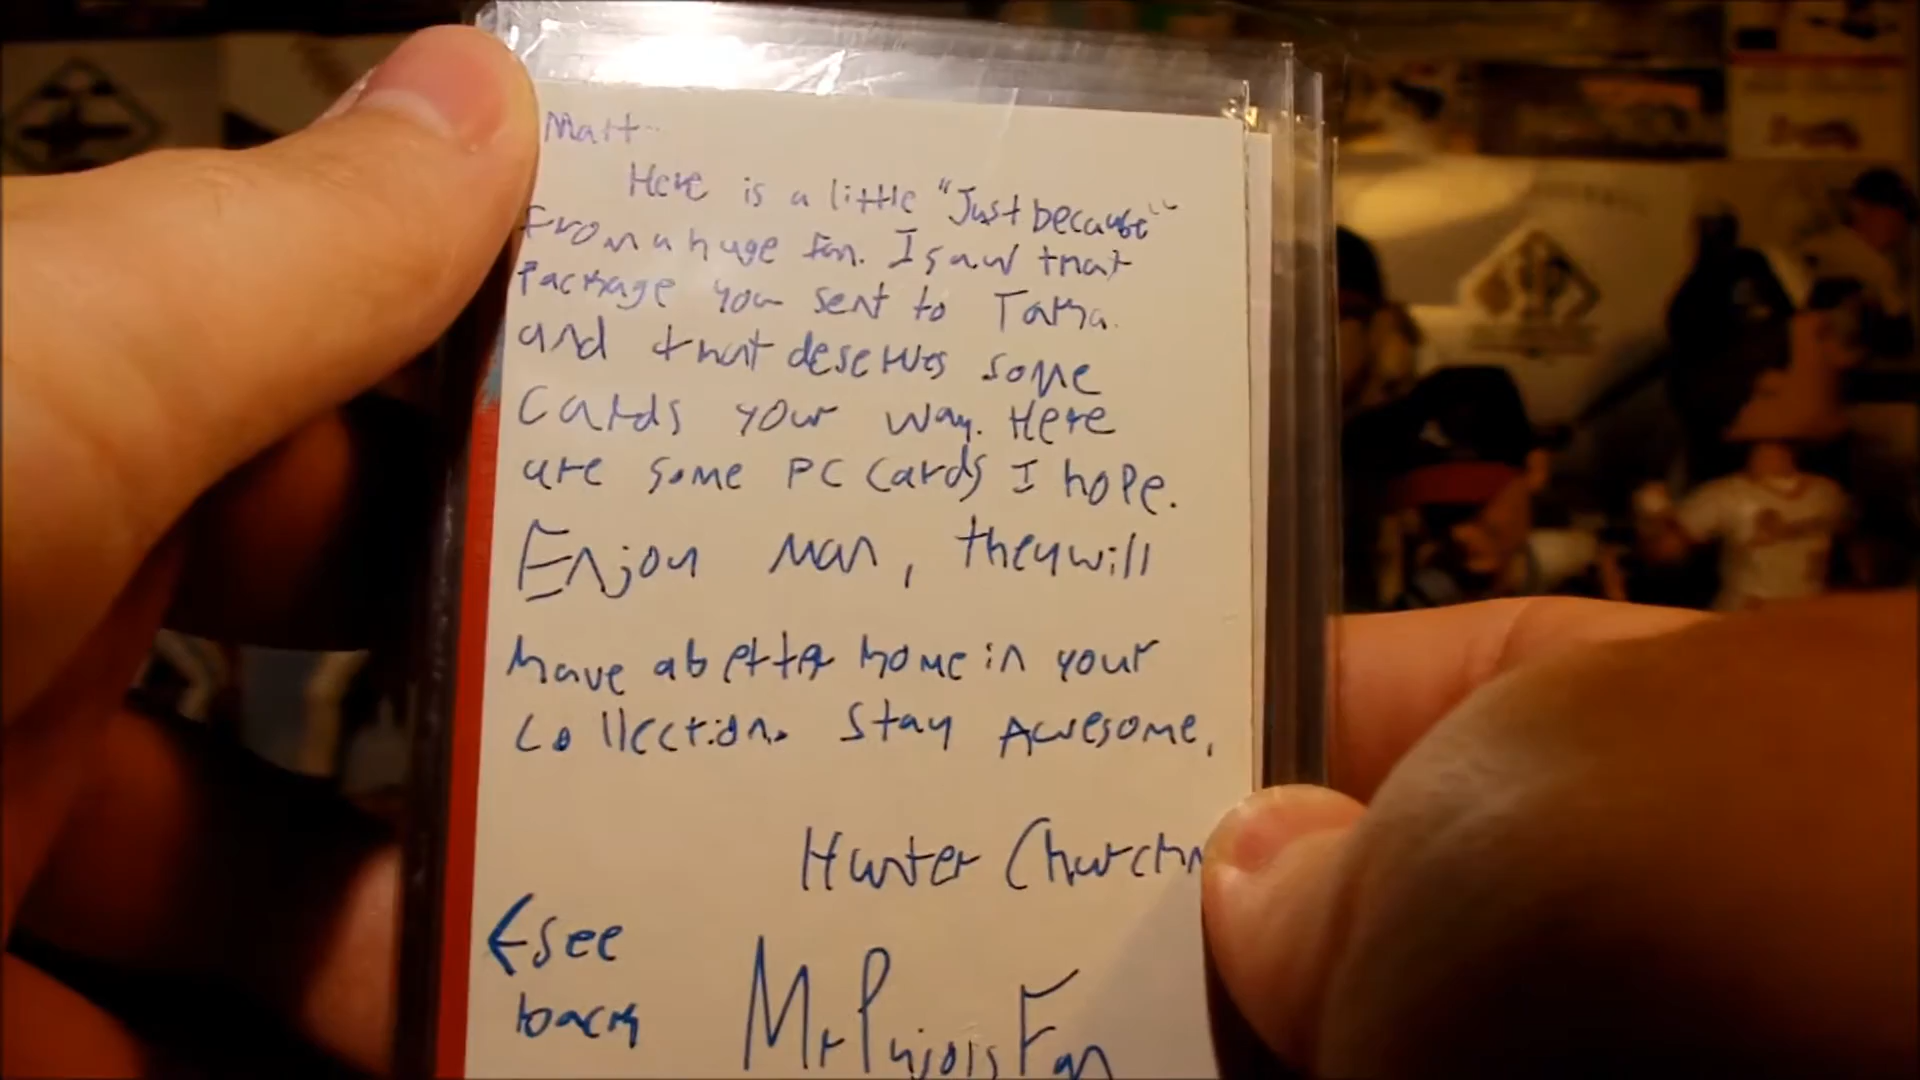 Matt--
Here is a little "Just because"
From a huge fan. I saw that
Package you sent to
and that deserves some
Cards your way. Here
are some PC Cards I hope.
Enjoy man, they will
have a better home in your
Collection. Stay Awesome,
Hunter
←see
back
MrPujolsFan